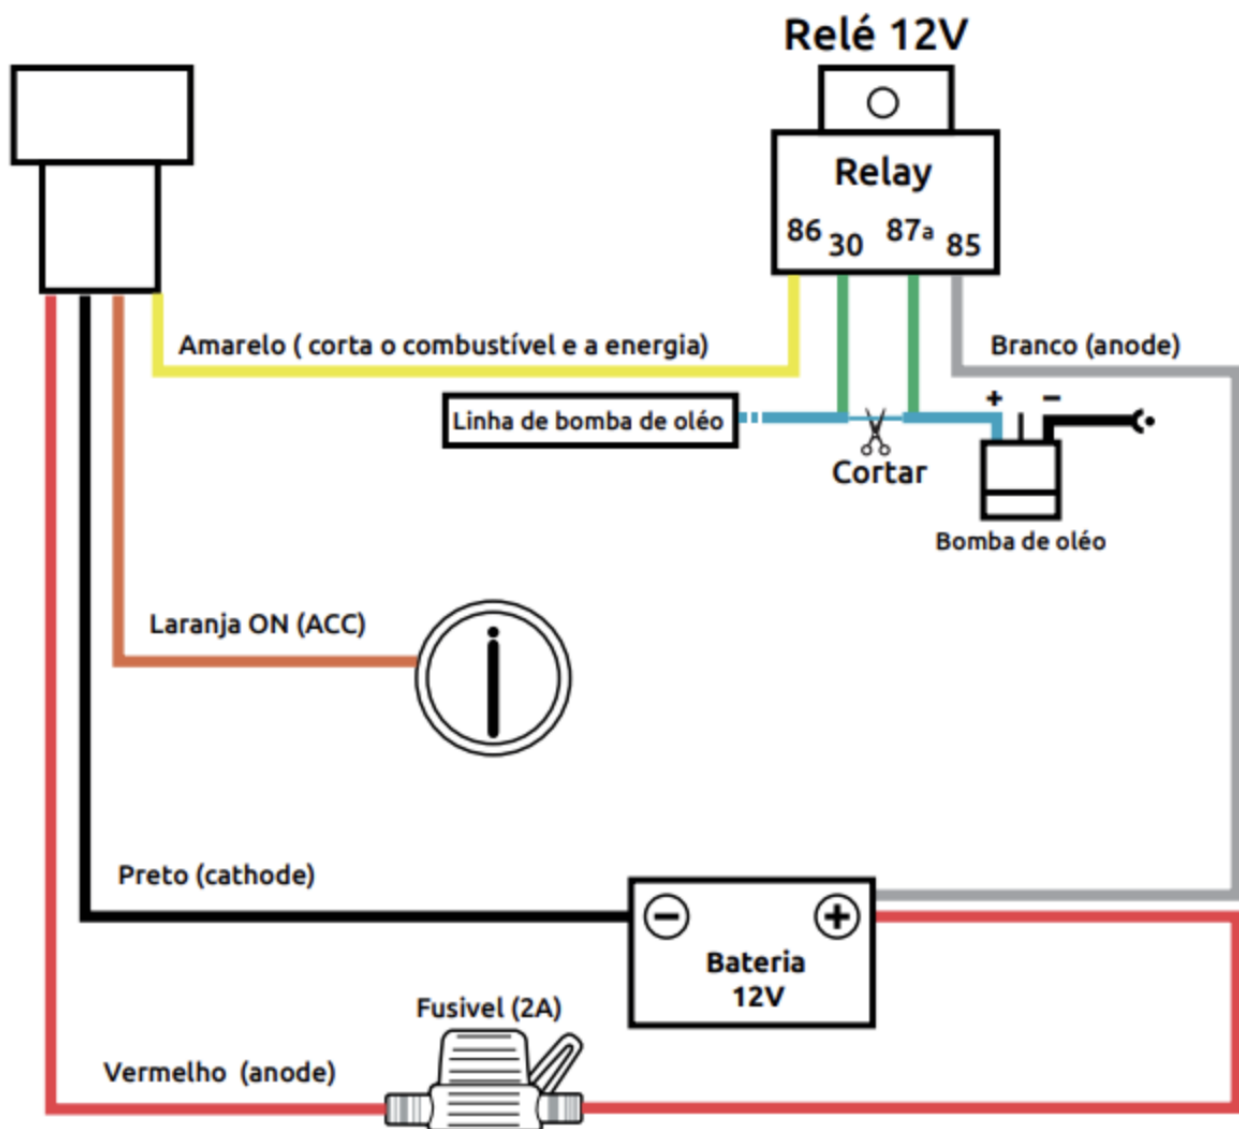 Relé 12V
Relay
86 30 87a 85
Amarelo ( corta o combustível e a energia)
Branco (anode)
+ −
Linha de bomba de oléo
Cortar
Bomba de oléo
Laranja ON (ACC)
Preto (cathode)
− +
Bateria
12V
Fusivel (2A)
Vermelho (anode)